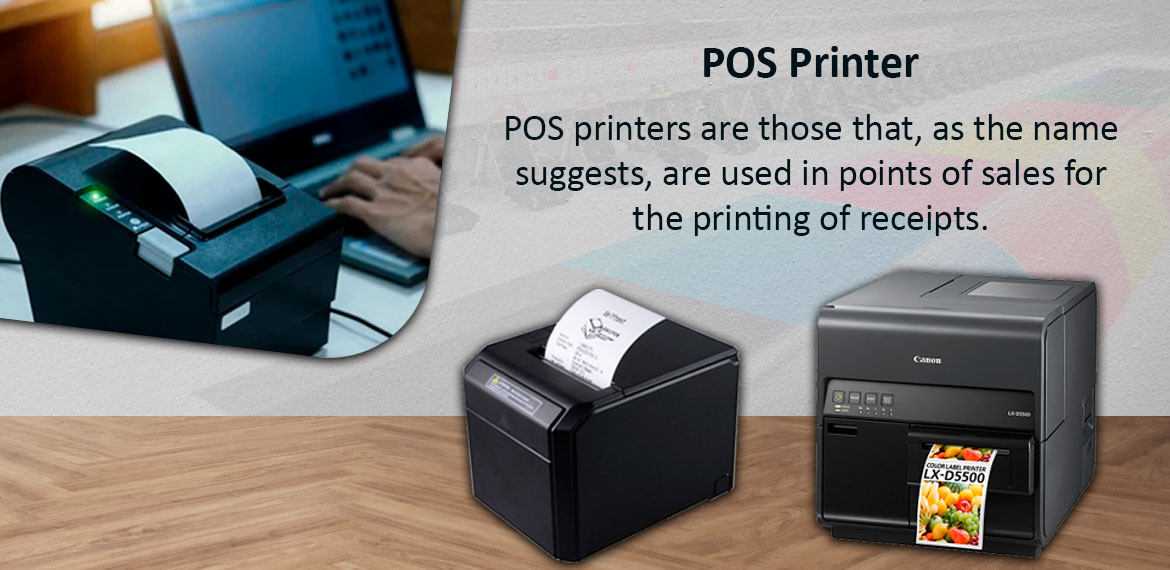 POS Printer
POS printers are those that, as the name
suggests, are used in points of sales for
the printing of receipts.
Canon
LX-D5500
COLOR LABEL PRINTER
LX-D5500